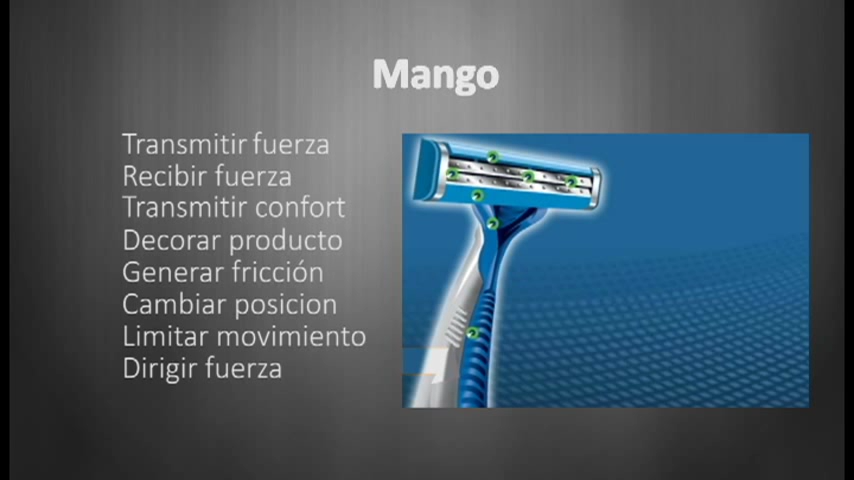 Mango
Transmitir fuerza
Recibir fuerza
Transmitir confort
Decorar producto
Generar fricción
Cambiar posicion
Limitar movimiento
Dirigir fuerza